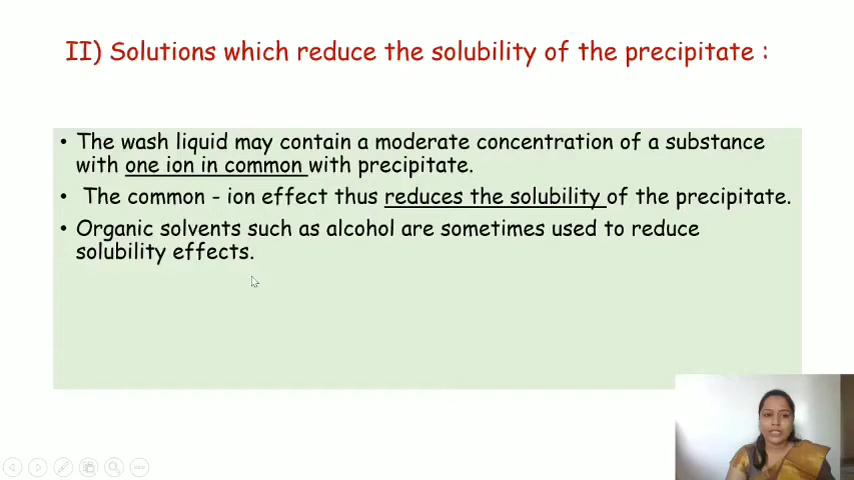 II) Solutions which reduce the solubility of the precipitate :
• The wash liquid may contain a moderate concentration of a substance
with one ion in common with precipitate.
• The common - ion effect thus reduces the solubility of the precipitate.
• Organic solvents such as alcohol are sometimes used to reduce
solubility effects.